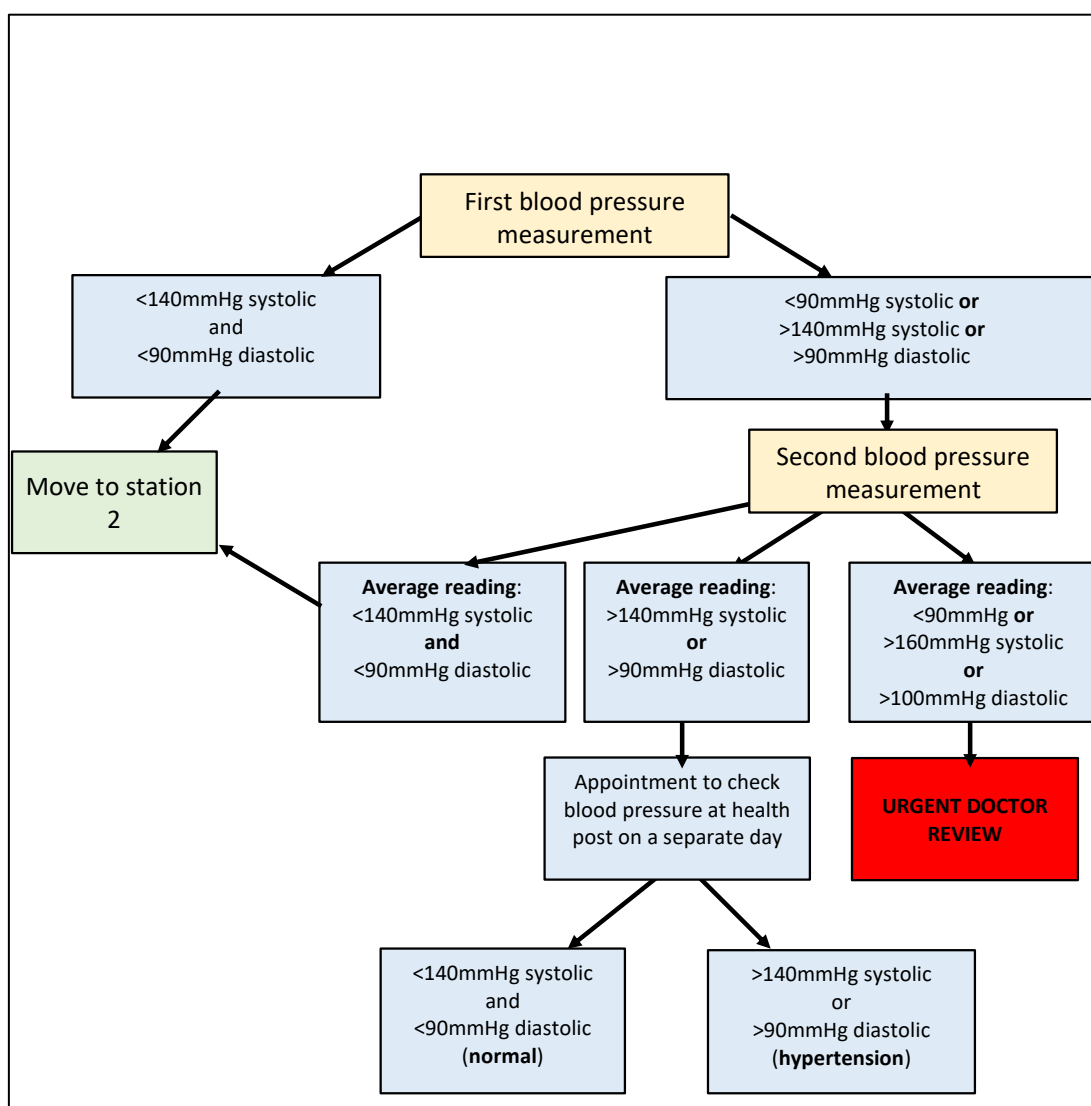 First blood pressure
measurement
<140mmHg systolic
and
<90mmHg diastolic
<90mmHg systolic or
>140mmHg systolic or
>90mmHg diastolic
Move to station
2
Second blood pressure
measurement
Average reading:
<140mmHg systolic
and
<90mmHg diastolic
Average reading:
>140mmHg systolic
or
>90mmHg diastolic
Average reading:
<90mmHg or
>160mmHg systolic
or
>100mmHg diastolic
Appointment to check
blood pressure at health
post on a separate day
URGENT DOCTOR
REVIEW
<140mmHg systolic
and
<90mmHg diastolic
(normal)
>140mmHg systolic
or
>90mmHg diastolic
(hypertension)